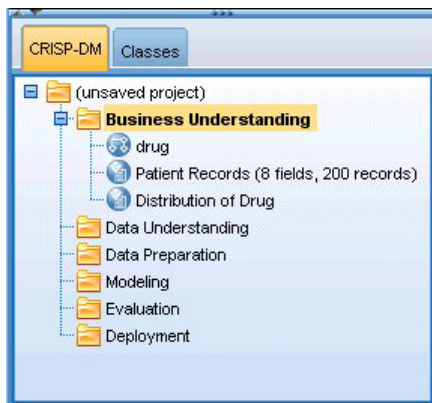 CRISP-DM Classes
(unsaved project)
Business Understanding
drug
Patient Records (8 fields, 200 records)
Distribution of Drug
Data Understanding
Data Preparation
Modeling
Evaluation
Deployment